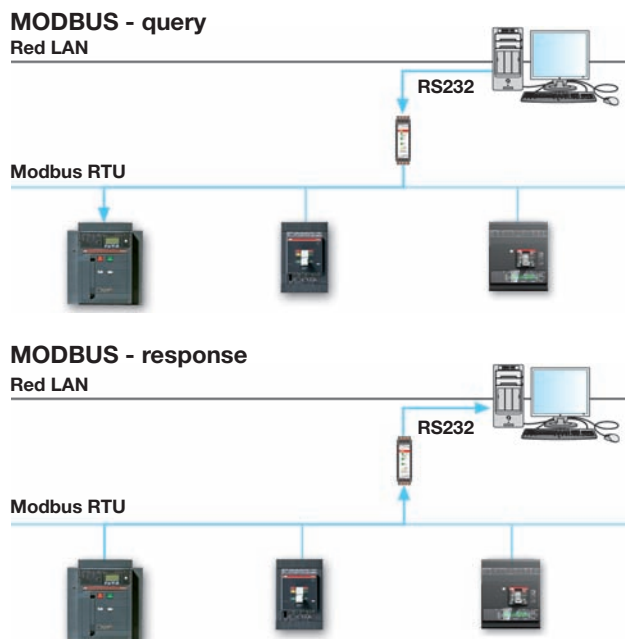 MODBUS - query
Red LAN
RS232
Modbus RTU
MODBUS - response
Red LAN
RS232
Modbus RTU